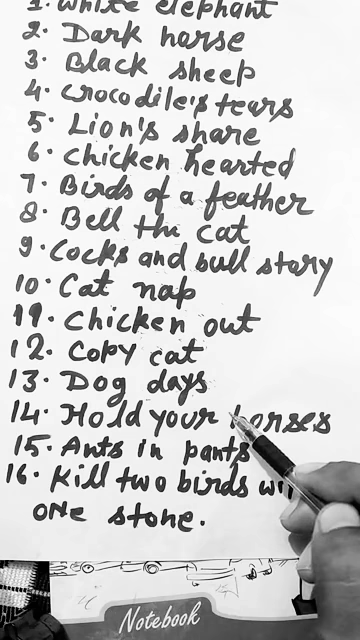 1. White elephant
2. Dark horse
3. Black sheep
4. Crocodile's tears
5. Lion's share
6. Chicken hearted
7. Birds of a feather
8. Bell the cat
9. Cocks and bull story
10. Cat nap
11. Chicken out
12. Copy cat
13. Dog days
14. Hold your horses
15. Ants in pants
16. Kill two birds wi
one stone.
Notebook